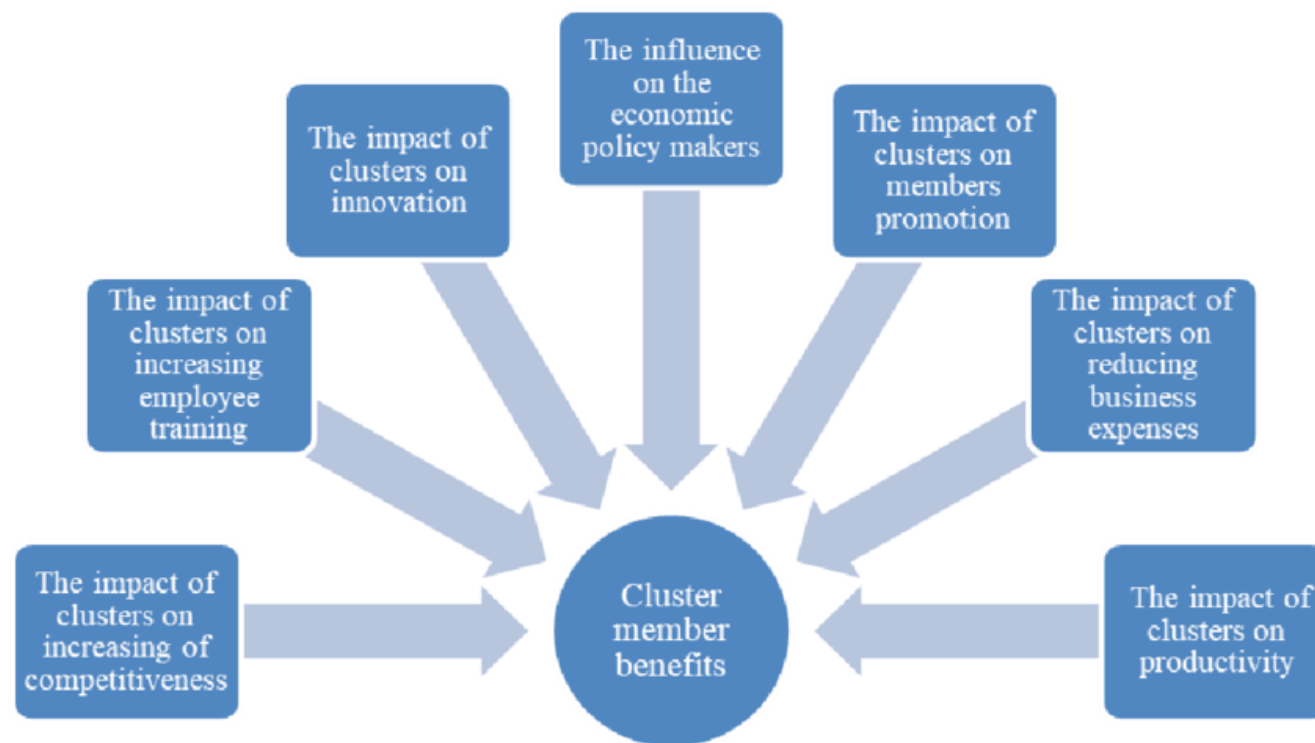 The influence
on the
economic
policy makers
The impact of
clusters on
innovation
The impact of
clusters on
members
promotion
The impact of
clusters on
increasing
employee
training
The impact of
clusters on
reducing
business
expenses
The impact of
clusters on
increasing of
competitiveness
Cluster
member
benefits
The impact of
clusters on
productivity